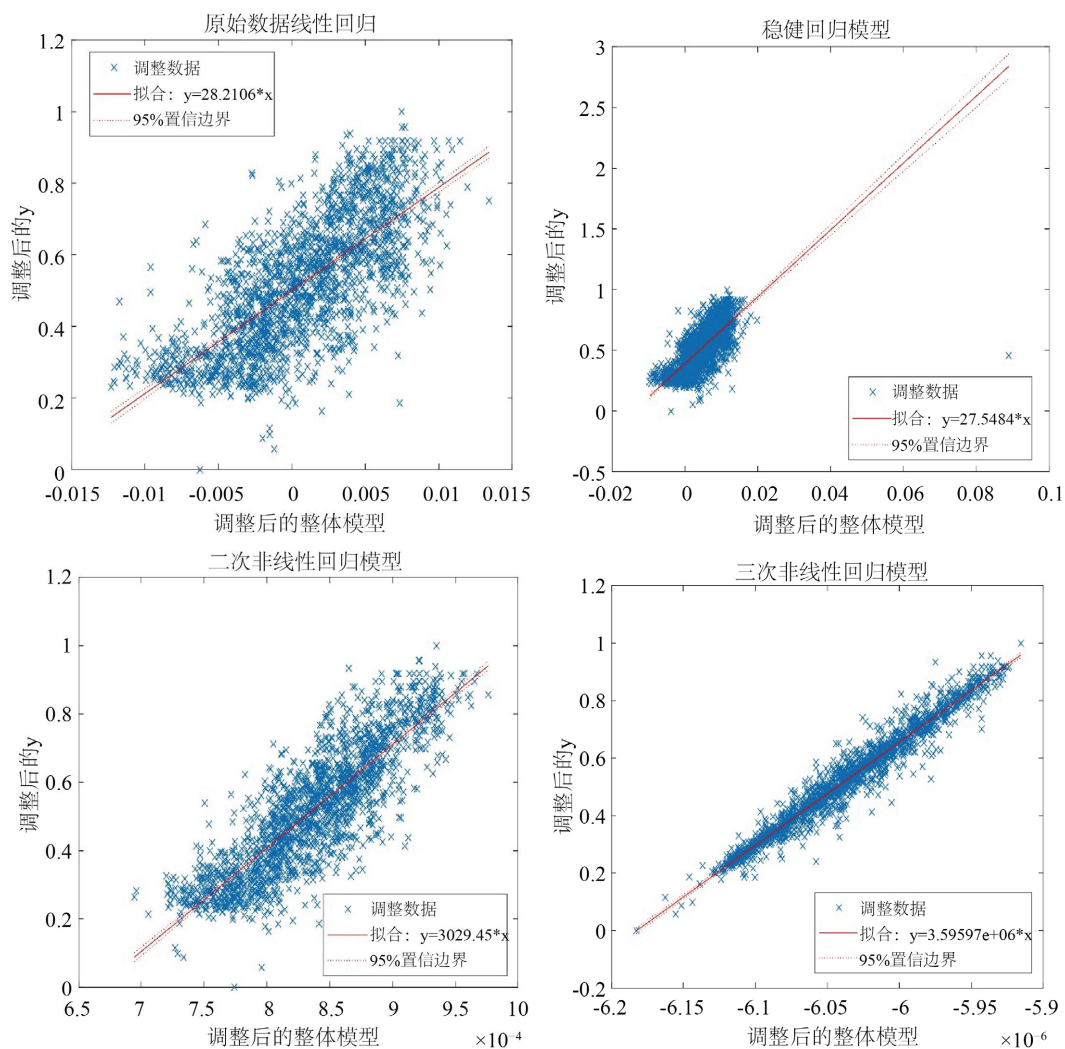 原始数据线性回归
1.2
1
0.8
0.6
0.4
0.2
0
调整后的y
调整数据
拟合：y=28.2106*x
95%置信边界
-0.015
-0.01
-0.005
0
0.005
0.01
0.015
调整后的整体模型
稳健回归模型
3
2.5
2
1.5
1
0.5
0
-0.5
调整后的y
调整数据
拟合：y=27.5484*x
95%置信边界
-0.02
0
0.02
0.04
0.06
0.08
0.1
调整后的整体模型
二次非线性回归模型
1.2
1
0.8
0.6
0.4
0.2
0
调整后的y
调整数据
拟合：y=3029.45*x
95%置信边界
6.5
7
7.5
8
8.5
9
9.5
10
调整后的整体模型
×10⁻⁴
三次非线性回归模型
1.2
1
0.8
0.6
0.4
0.2
0
-0.2
调整后的y
调整数据
拟合：y=3.59597e+06*x
95%置信边界
-6.2
-6.15
-6.1
-6.05
-6
-5.95
-5.9
调整后的整体模型
×10⁻⁶